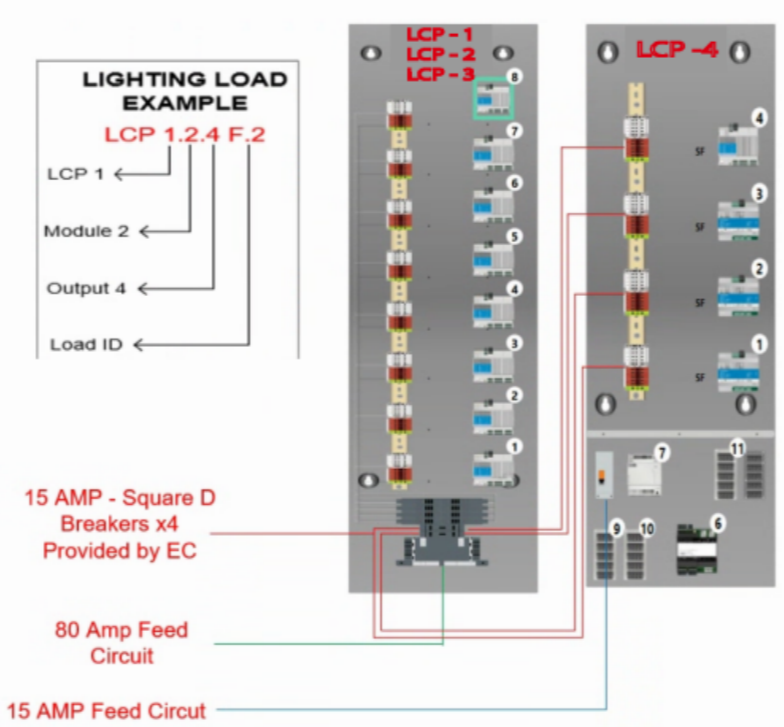 LIGHTING LOAD
EXAMPLE
LCP 1.2.4 F.2
LCP 1
Module 2
Output 4
Load ID
LCP - 1
LCP - 2
LCP - 3
8
7
6
5
4
3
2
1
LCP -4
4
SF
3
SF
2
SF
1
SF
7
11
9
10
6
15 AMP - Square D
Breakers x4
Provided by EC
80 Amp Feed
Circuit
15 AMP Feed Circut